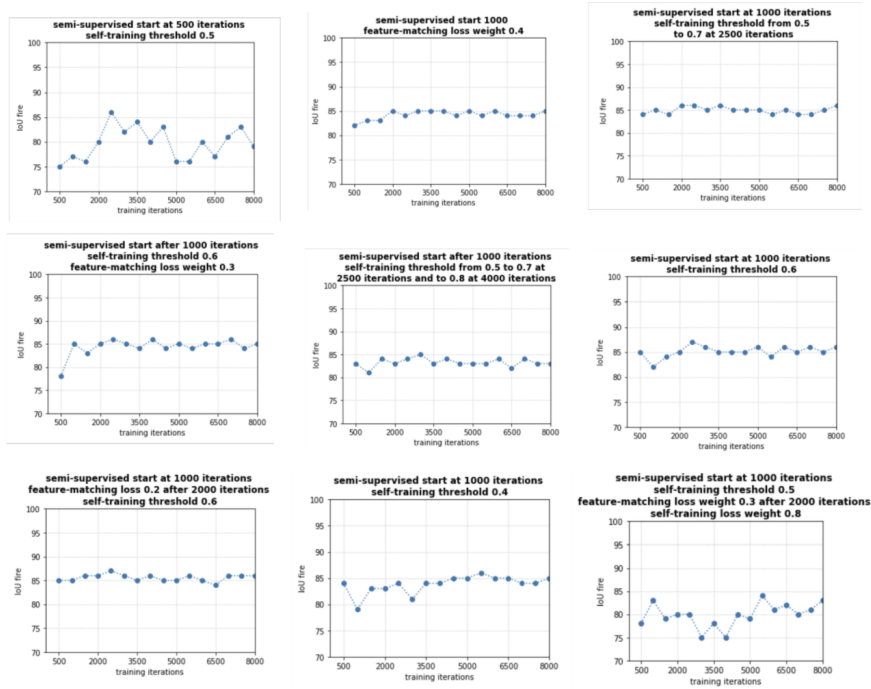 semi-supervised start at 500 iterations
self-training threshold 0.5
100
95
90
85
80
75
70
IoU fire
500 2000 3500 5000 6500 8000
training iterations
semi-supervised start 1000
feature-matching loss weight 0.4
100
95
90
85
80
75
70
IoU fire
500 2000 3500 5000 6500 8000
training iterations
semi-supervised start at 1000 iterations
self-training threshold from 0.5
to 0.7 at 2500 iterations
100
95
90
85
80
75
70
IoU fire
500 2000 3500 5000 6500 8000
training iterations
semi-supervised start after 1000 iterations
self-training threshold 0.6
feature-matching loss weight 0.3
100
95
90
85
80
75
70
IoU fire
500 2000 3500 5000 6500 8000
training iterations
semi-supervised start after 1000 iterations
self-training threshold from 0.5 to 0.7 at
2500 iterations and to 0.8 at 4000 iterations
100
95
90
85
80
75
70
IoU fire
500 2000 3500 5000 6500 8000
training iterations
semi-supervised start at 1000 iterations
self-training threshold 0.6
100
95
90
85
80
75
70
IoU fire
500 2000 3500 5000 6500 8000
training iterations
semi-supervised start at 1000 iterations
feature-matching loss 0.2 after 2000 iterations
self-training threshold 0.6
100
95
90
85
80
75
70
IoU fire
500 2000 3500 5000 6500 8000
training iterations
semi-supervised start at 1000 iterations
self-training threshold 0.4
100
95
90
85
80
75
70
IoU fire
500 2000 3500 5000 6500 8000
training iterations
semi-supervised start at 1000 iterations
self-training threshold 0.5
feature-matching loss weight 0.3 after 2000 iterations
self-training loss weight 0.8
100
95
90
85
80
75
70
IoU fire
500 2000 3500 5000 6500 8000
training iterations